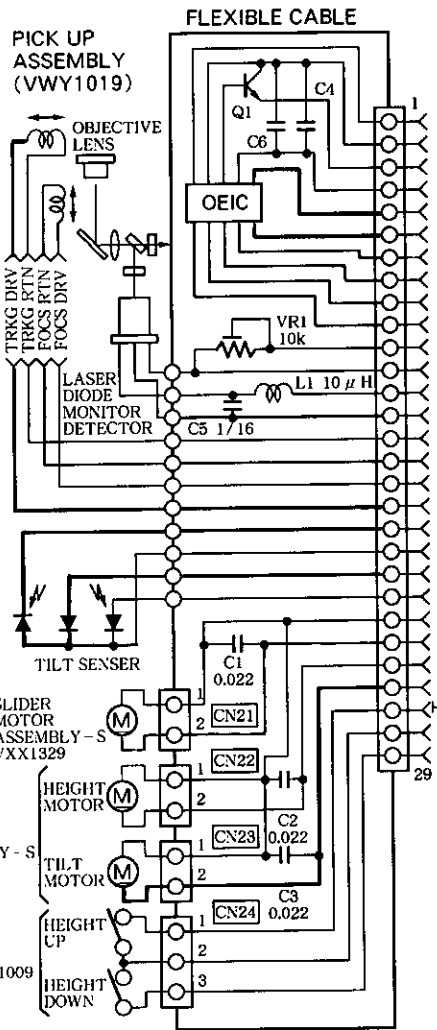 FLEXIBLE CABLE
PICK UP
ASSEMBLY
(VWY1019)
OBJECTIVE
LENS
Q1
C6
C4
1
OEIC
TRKG DRV
TRKG RTN
FOCS RTN
FOCS DRV
VR1
10k
LASER
DIODE
MONITOR
DETECTOR
L1 10 μ H
C5 1/16
TILT SENSER
C1
0.022
SLIDER
MOTOR
ASSEMBLY-S
VXX1329
M
1
2
CN21
H
29
HEIGHT
MOTOR
M
1
2
CN22
C2
0.022
Y-S
TILT
MOTOR
M
1
2
CN23
C3
0.022
HEIGHT
UP
1
2
3
CN24
1009
HEIGHT
DOWN